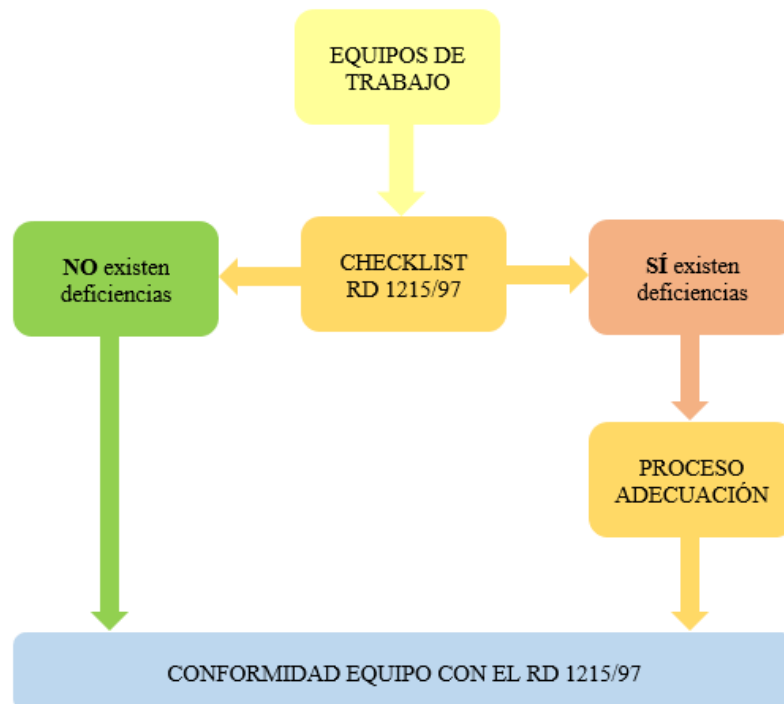 EQUIPOS DE
TRABAJO
NO existen
deficiencias
CHECKLIST
RD 1215/97
SÍ existen
deficiencias
PROCESO
ADECUACIÓN
CONFORMIDAD EQUIPO CON EL RD 1215/97